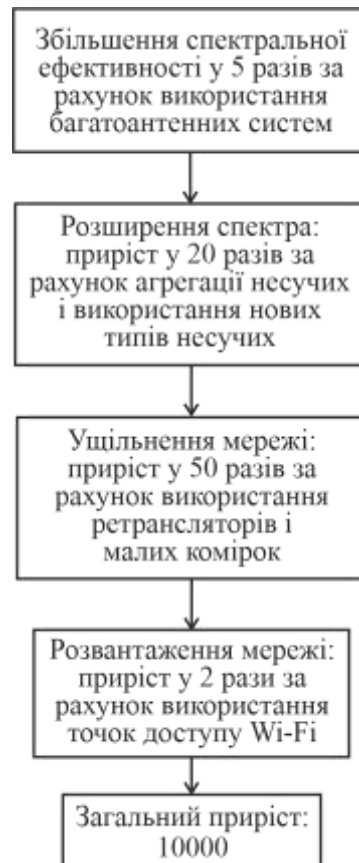 Збільшення спектральної
ефективності у 5 разів за
рахунок використання
багатоантенних систем
Розширення спектра:
приріст у 20 разів за
рахунок агрегації несучих
і використання нових
типів несучих
Ущільнення мережі:
приріст у 50 разів за
рахунок використання
ретрансляторів і
малих комірок
Розвантаження мережі:
приріст у 2 рази за
рахунок використання
точок доступу Wi-Fi
Загальний приріст:
10000